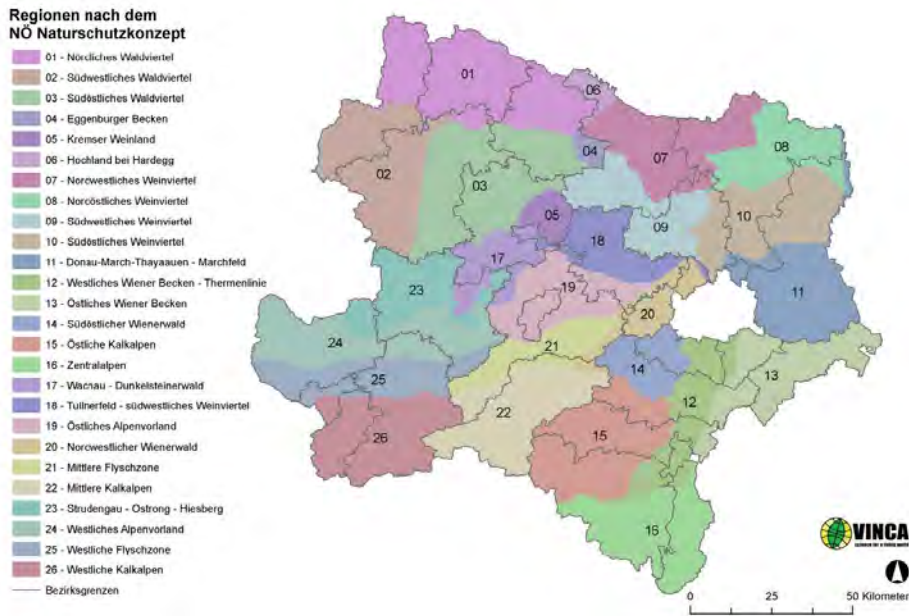 Regionen nach dem
NÖ Naturschutzkonzept
01 - Nördliches Waldviertel
02 - Südwestliches Waldviertel
03 - Südöstliches Waldviertel
04 - Eggenburger Becken
05 - Kremser Weinland
06 - Hochland bei Hardegg
07 - Norcwestliches Weinviertel
08 - Norcöstliches Weinviertel
09 - Südwestliches Weinviertel
10 - Südöstliches Weinviertel
11 - Donau-March-Thayaauen - Marchfeld
12 - Westliches Wiener Becken - Thermenlinie
13 - Östliches Wiener Becken
14 - Südöstlicher Wienerwald
15 - Östliche Kalkalpen
16 - Zentralalpen
17 - Wacnau - Dunkelsteinerwald
18 - Tullnerfeld - südwestliches Weinviertel
19 - Östliches Alpenvorland
20 - Norcwestlicher Wienerwald
21 - Mittlere Flyschzone
22 - Mittlere Kalkalpen
23 - Strudengau - Ostrong - Hiesberg
24 - Westliches Alpenvorland
25 - Westliche Flyschzone
26 - Westliche Kalkalpen
Bezirksgrenzen
01
06
04
07
08
02
03
05
09
10
18
17
23
19
11
20
24
21
14
25
13
12
22
15
26
16
VINCA
0 25 50 Kilometer